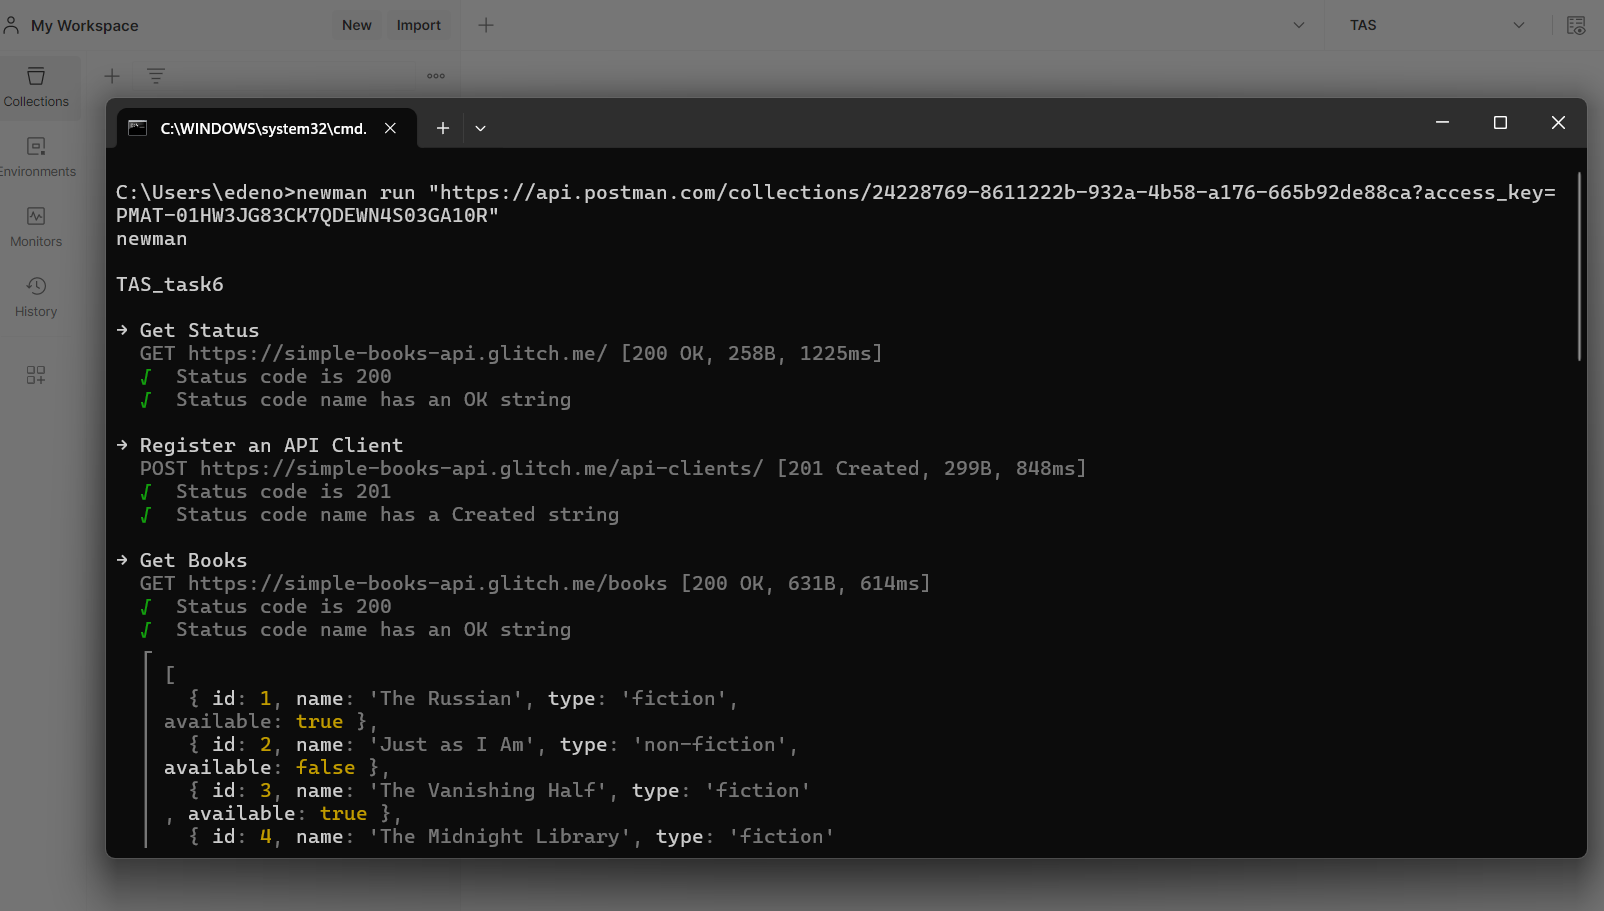 My Workspace
New
Import
TAS
Collections
Environments
Monitors
History
C:\WINDOWS\system32\cmd.
C:\Users\edeno>newman run "https://api.postman.com/collections/24228769-8611222b-932a-4b58-a176-665b92de88ca?access_key=
PMAT-01HW3JG83CK7QDEWN4S03GA10R"
newman
TAS_task6
→ Get Status
GET https://simple-books-api.glitch.me/ [200 OK, 258B, 1225ms]
√ Status code is 200
√ Status code name has an OK string
→ Register an API Client
POST https://simple-books-api.glitch.me/api-clients/ [201 Created, 299B, 848ms]
√ Status code is 201
√ Status code name has a Created string
→ Get Books
GET https://simple-books-api.glitch.me/books [200 OK, 631B, 614ms]
√ Status code is 200
√ Status code name has an OK string
[
{ id: 1, name: 'The Russian', type: 'fiction',
available: true },
{ id: 2, name: 'Just as I Am', type: 'non-fiction',
available: false },
{ id: 3, name: 'The Vanishing Half', type: 'fiction'
, available: true },
{ id: 4, name: 'The Midnight Library', type: 'fiction'